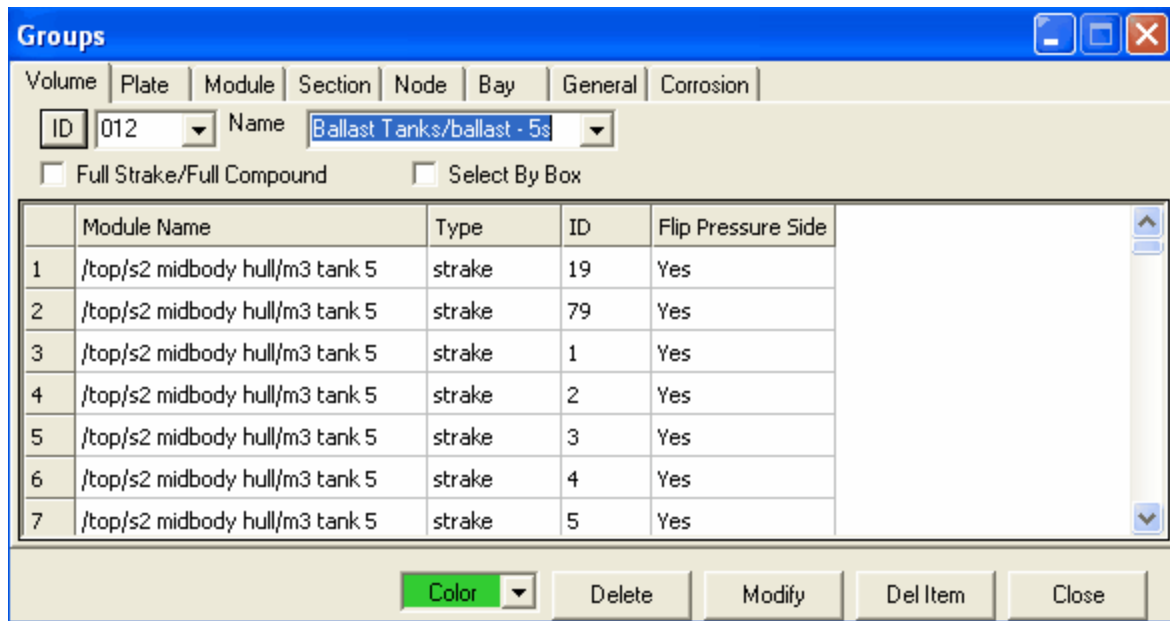 Groups
Volume Plate Module Section Node Bay General Corrosion
ID 012 Name Ballast Tanks/ballast - 5s
Full Strake/Full Compound Select By Box
Module Name Type ID Flip Pressure Side
1 /top/s2 midbody hull/m3 tank 5 strake 19 Yes
2 /top/s2 midbody hull/m3 tank 5 strake 79 Yes
3 /top/s2 midbody hull/m3 tank 5 strake 1 Yes
4 /top/s2 midbody hull/m3 tank 5 strake 2 Yes
5 /top/s2 midbody hull/m3 tank 5 strake 3 Yes
6 /top/s2 midbody hull/m3 tank 5 strake 4 Yes
7 /top/s2 midbody hull/m3 tank 5 strake 5 Yes
Color Delete Modify Del Item Close